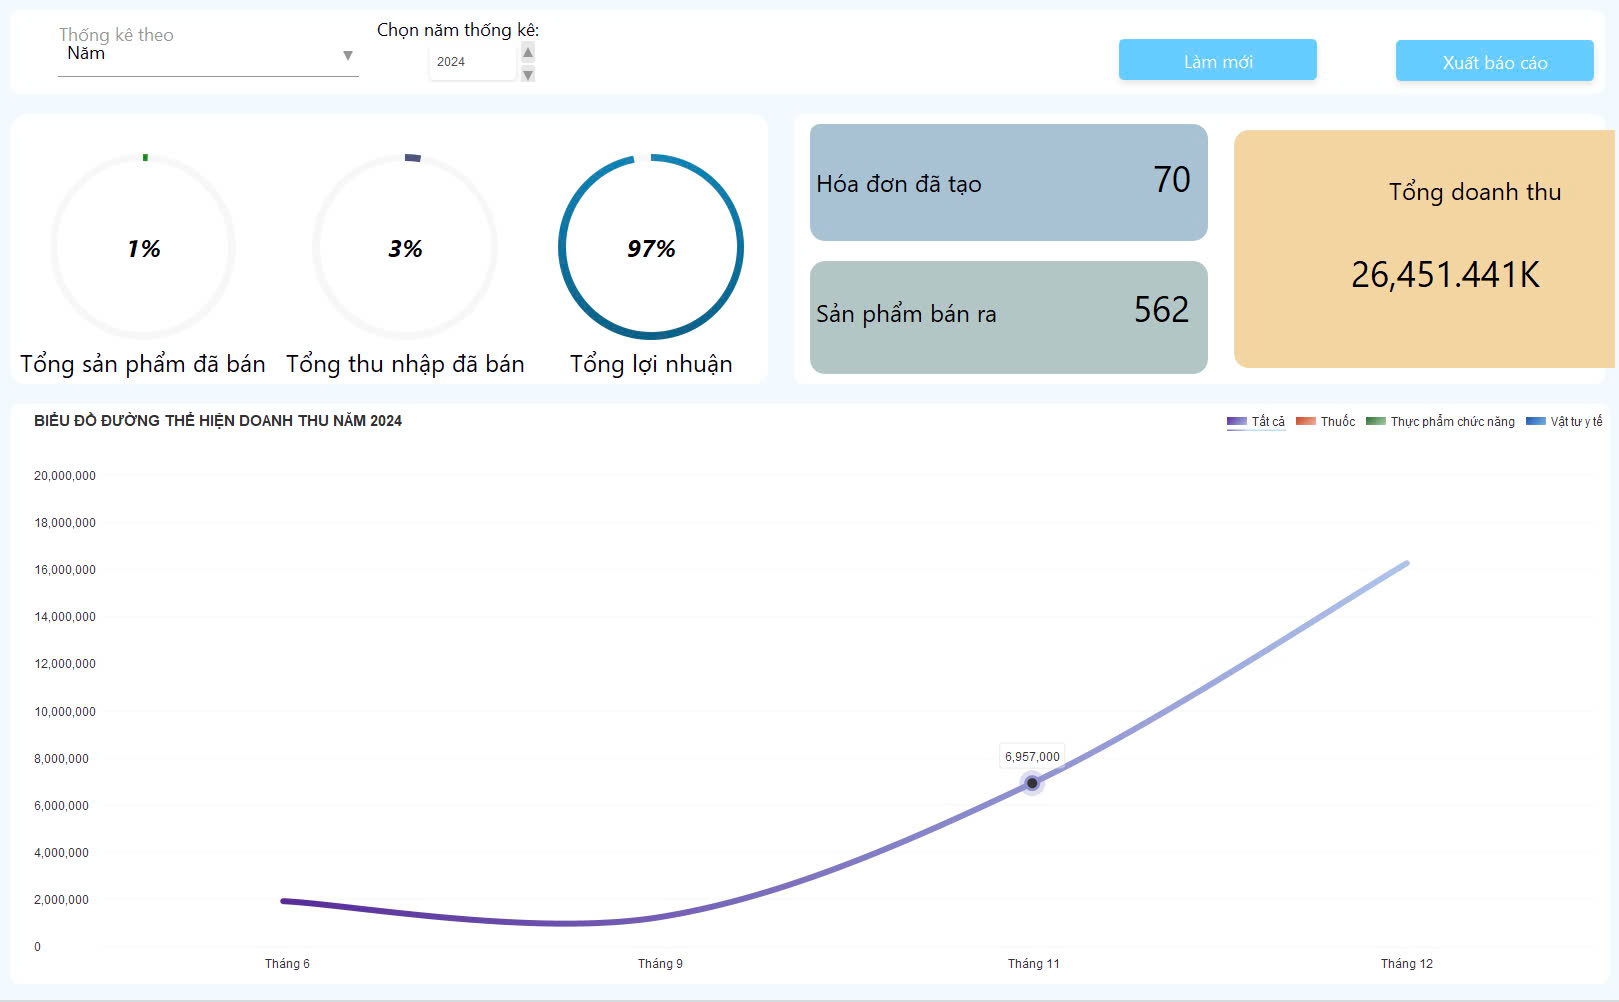 Thống kê theo
Năm
Chọn năm thống kê:
2024
Làm mới
Xuất báo cáo
1%
3%
97%
Tổng sản phẩm đã bán
Tổng thu nhập đã bán
Tổng lợi nhuận
Hóa đơn đã tạo
70
Sản phẩm bán ra
562
Tổng doanh thu
26,451.441K
BIỂU ĐỒ ĐƯỜNG THỂ HIỆN DOANH THU NĂM 2024
Tất cả
Thuốc
Thực phẩm chức năng
Vật tư y tế
20,000,000
18,000,000
16,000,000
14,000,000
12,000,000
10,000,000
8,000,000
6,000,000
4,000,000
2,000,000
0
6,957,000
Tháng 6
Tháng 9
Tháng 11
Tháng 12